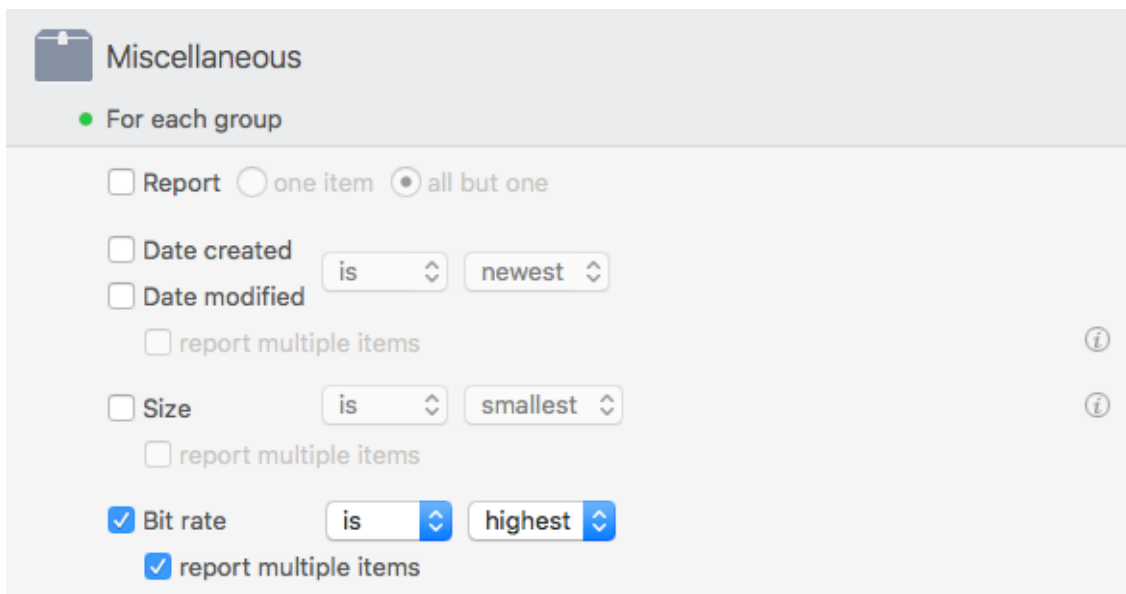 Miscellaneous
For each group
Report one item all but one
Date created
is newest
Date modified
report multiple items
Size is smallest
report multiple items
Bit rate is highest
report multiple items